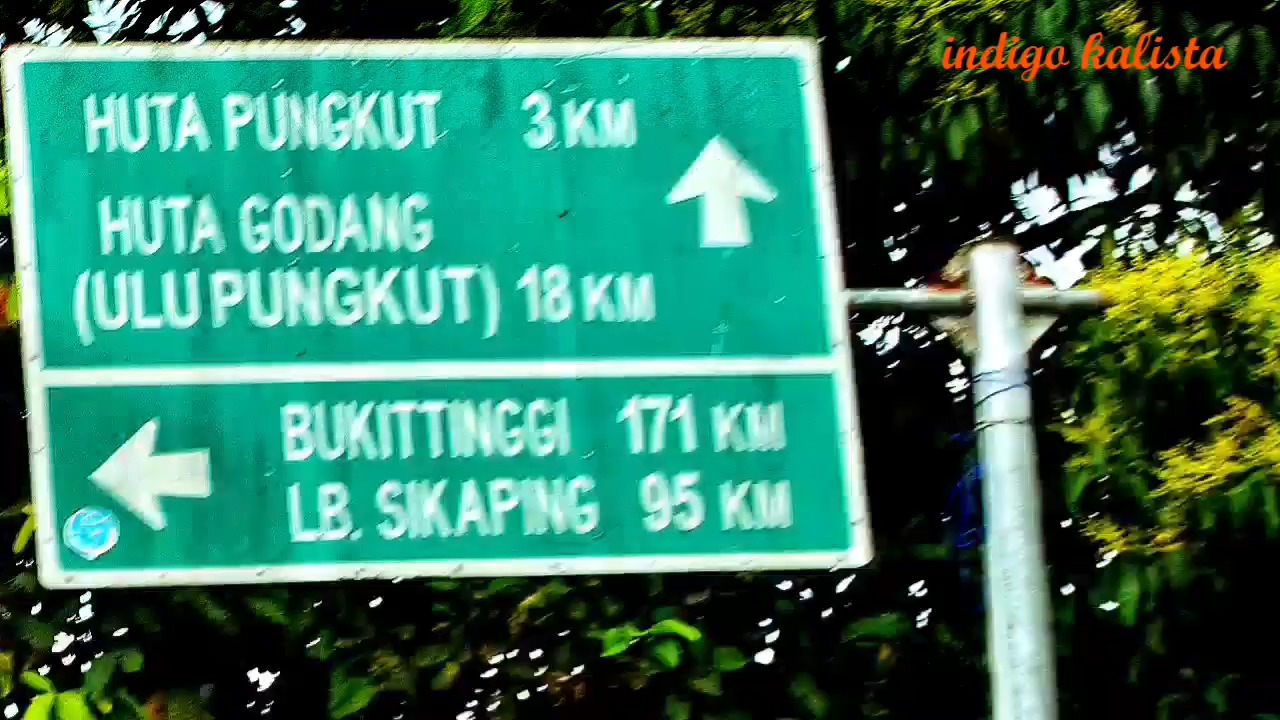 indigo kalista
HUTA PUNGKUT 3 KM
HUTA GODANG
(ULU PUNGKUT) 18 KM
BUKITTINGGI 171 KM
LB. SIKAPING 95 KM